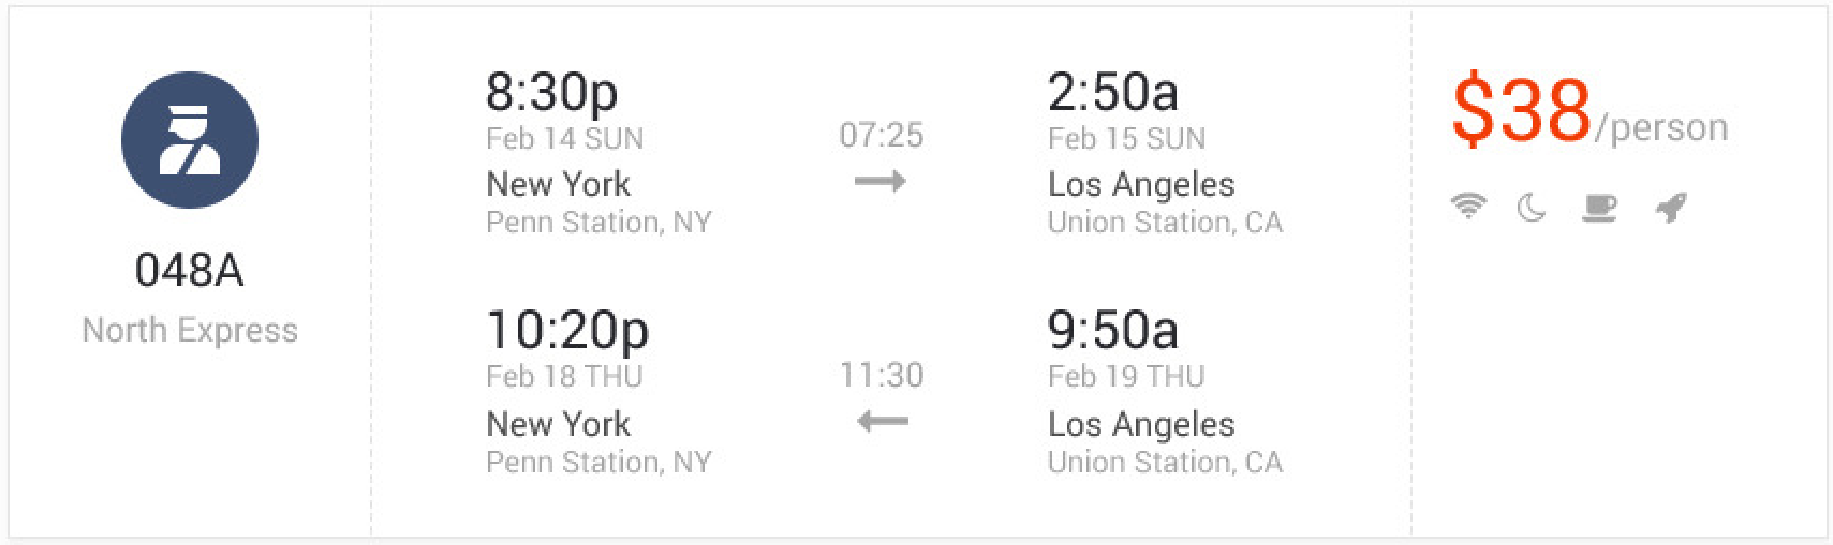 048A
North Express
8:30p
Feb 14 SUN
New York
Penn Station, NY
07:25
2:50a
Feb 15 SUN
Los Angeles
Union Station, CA
10:20p
Feb 18 THU
New York
Penn Station, NY
11:30
9:50a
Feb 19 THU
Los Angeles
Union Station, CA
$38/person